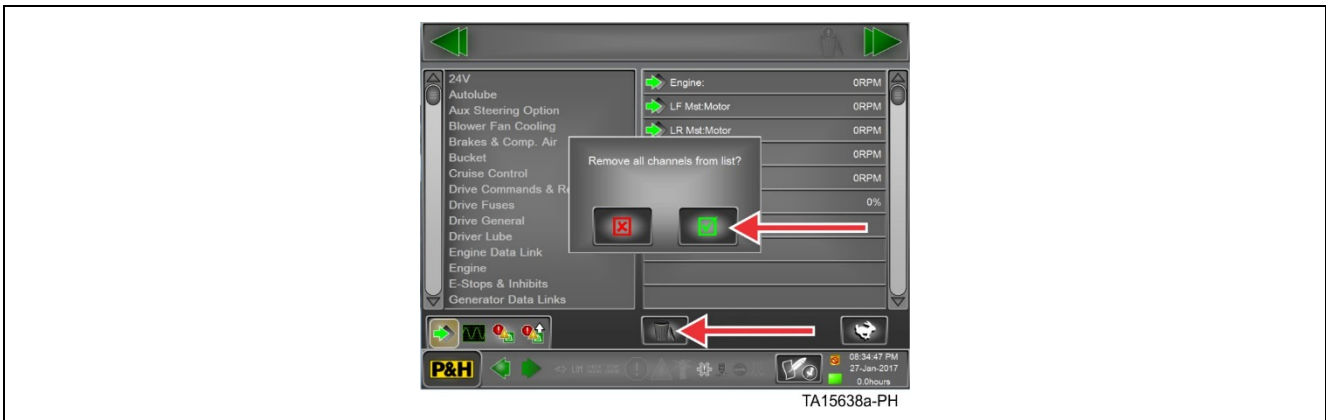 24V
Autolube
Aux Steering Option
Blower Fan Cooling
Brakes & Comp. Air
Bucket
Cruise Control
Drive Commands & Re
Drive Fuses
Drive General
Driver Lube
Engine Data Link
Engine
E-Stops & Inhibits
Generator Data Links
Engine: 0RPM
LF Mst:Motor 0RPM
LR Mst:Motor 0RPM
0RPM
0RPM
0%
Remove all channels from list?
P&H
LM
08:34:47 PM
27-Jan-2017
0.0hours
TA15638a-PH